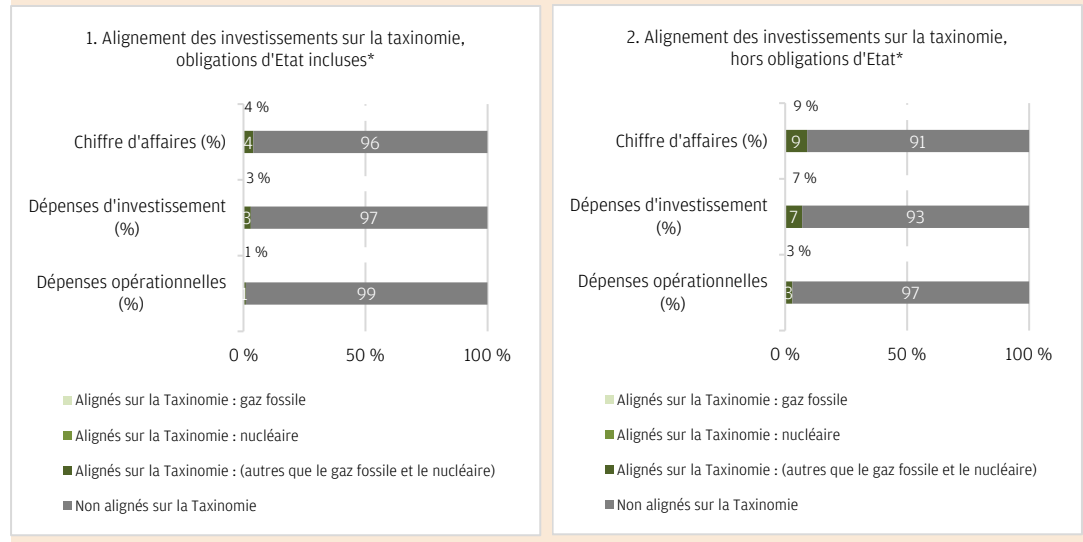 1. Alignement des investissements sur la taxinomie,
obligations d'Etat incluses*
4 %
Chiffre d'affaires (%)
4
96
3 %
Dépenses d'investissement
(%)
3
97
1 %
Dépenses opérationnelles
(%)
1
99
0 %
50 %
100 %
Alignés sur la Taxinomie : gaz fossile
Alignés sur la Taxinomie : nucléaire
Alignés sur la Taxinomie : (autres que le gaz fossile et le nucléaire)
Non alignés sur la Taxinomie
2. Alignement des investissements sur la taxinomie,
hors obligations d'Etat*
9 %
Chiffre d'affaires (%)
9
91
7 %
Dépenses d'investissement
(%)
7
93
3 %
Dépenses opérationnelles
(%)
3
97
0 %
50 %
100 %
Alignés sur la Taxinomie : gaz fossile
Alignés sur la Taxinomie : nucléaire
Alignés sur la Taxinomie : (autres que le gaz fossile et le nucléaire)
Non alignés sur la Taxinomie